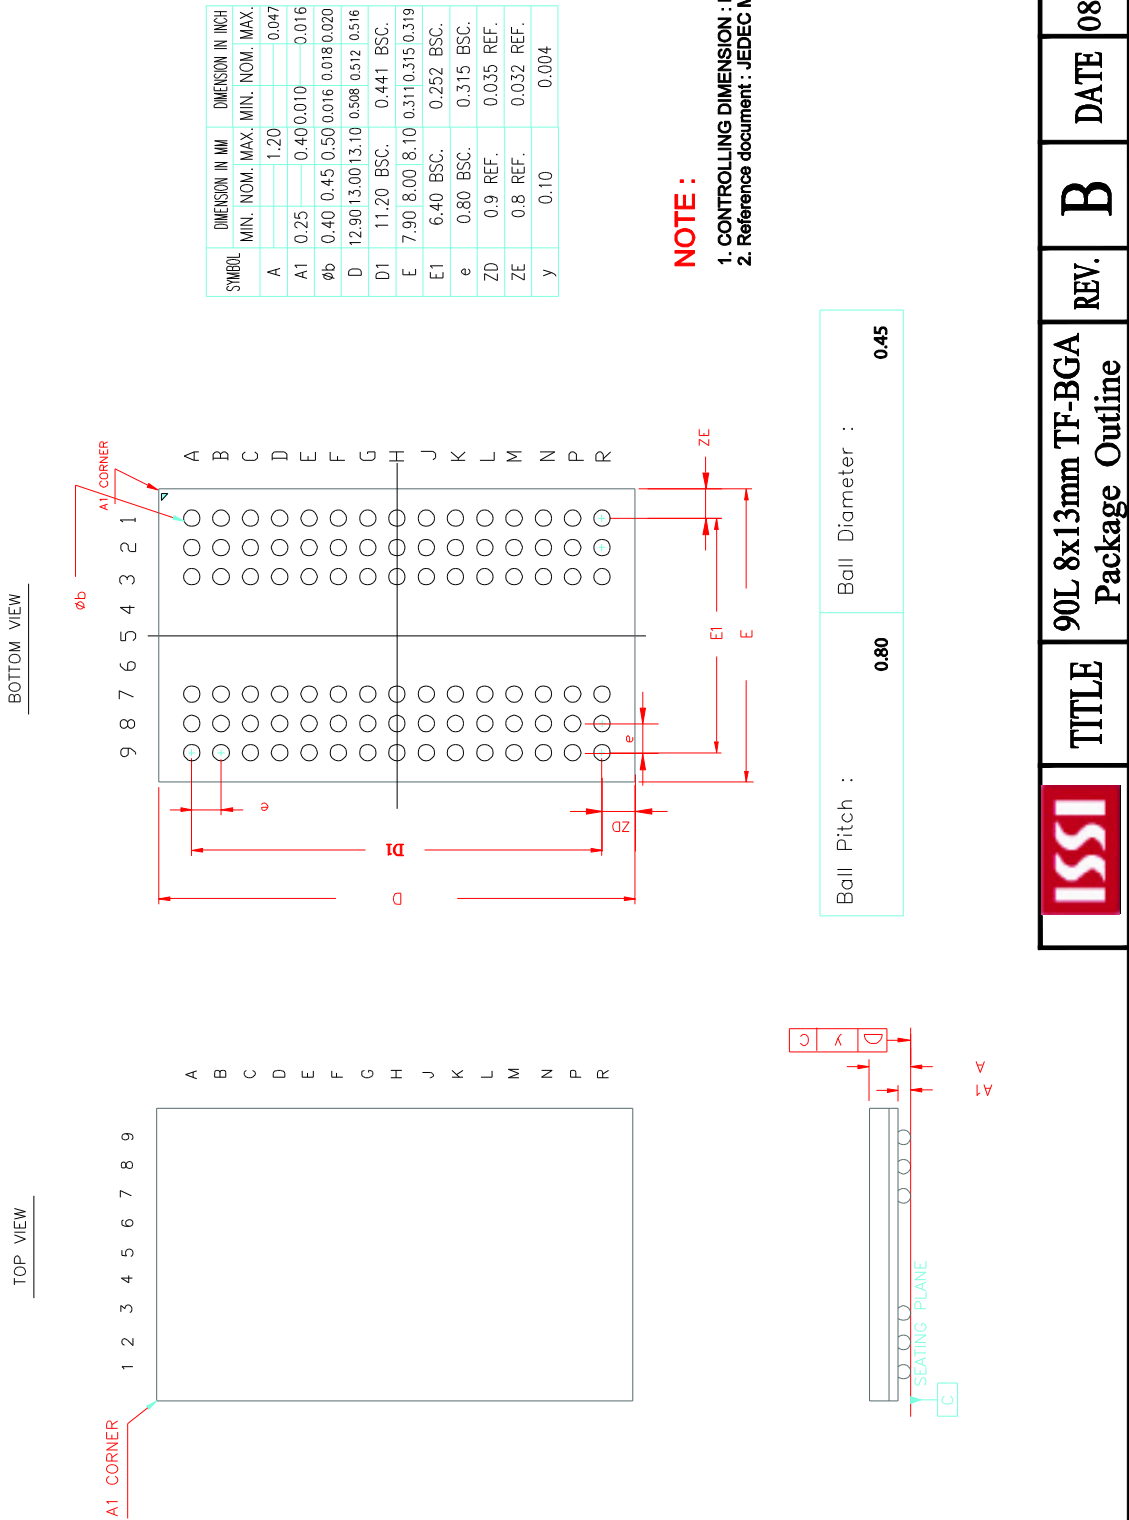 TOP VIEW
A1 CORNER
1 2 3 4 5 6 7 8 9
A
B
C
D
E
F
G
H
J
K
L
M
N
P
R
BOTTOM VIEW
Øb
A1 CORNER
9 8 7 6 5 4 3 2 1
A
B
C
D
E
F
G
H
J
K
L
M
N
P
R
e
D1
D
ZD
e
E1
E
ZE
SYMBOL DIMENSION IN MM DIMENSION IN INCH
MIN. NOM. MAX. MIN. NOM. MAX.
A 1.20 0.047
A1 0.25 0.40 0.010 0.016
Øb 0.40 0.45 0.50 0.016 0.018 0.020
D 12.90 13.00 13.10 0.508 0.512 0.516
D1 11.20 BSC. 0.441 BSC.
E 7.90 8.00 8.10 0.311 0.315 0.319
E1 6.40 BSC. 0.252 BSC.
e 0.80 BSC. 0.315 BSC.
ZD 0.9 REF. 0.035 REF.
ZE 0.8 REF. 0.032 REF.
y 0.10 0.004
NOTE :
1. CONTROLLING DIMENSION :
2. Reference document : JEDEC
C y
A
A1
SEATING PLANE
C
Ball Pitch : 0.80 Ball Diameter : 0.45
ISSI
TITLE
90L 8x13mm TF-BGA
Package Outline
REV.
B
DATE
08